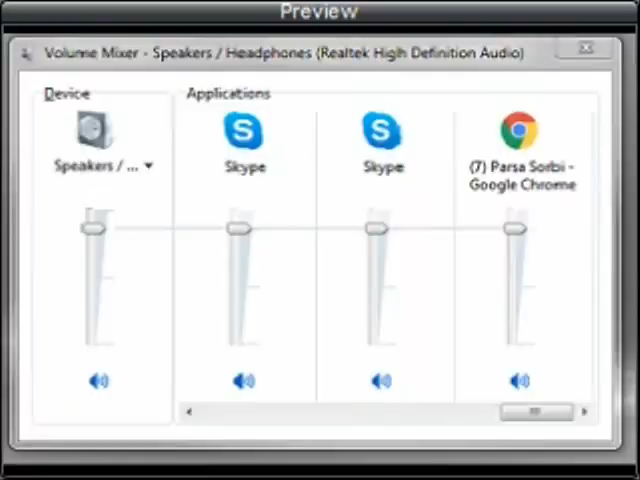 Preview
Volume Mixer - Speakers / Headphones (Realtek High Definition Audio)
Device
Applications
Speakers / ...
Skype
Skype
(7) Parsa Sorbi -
Google Chrome